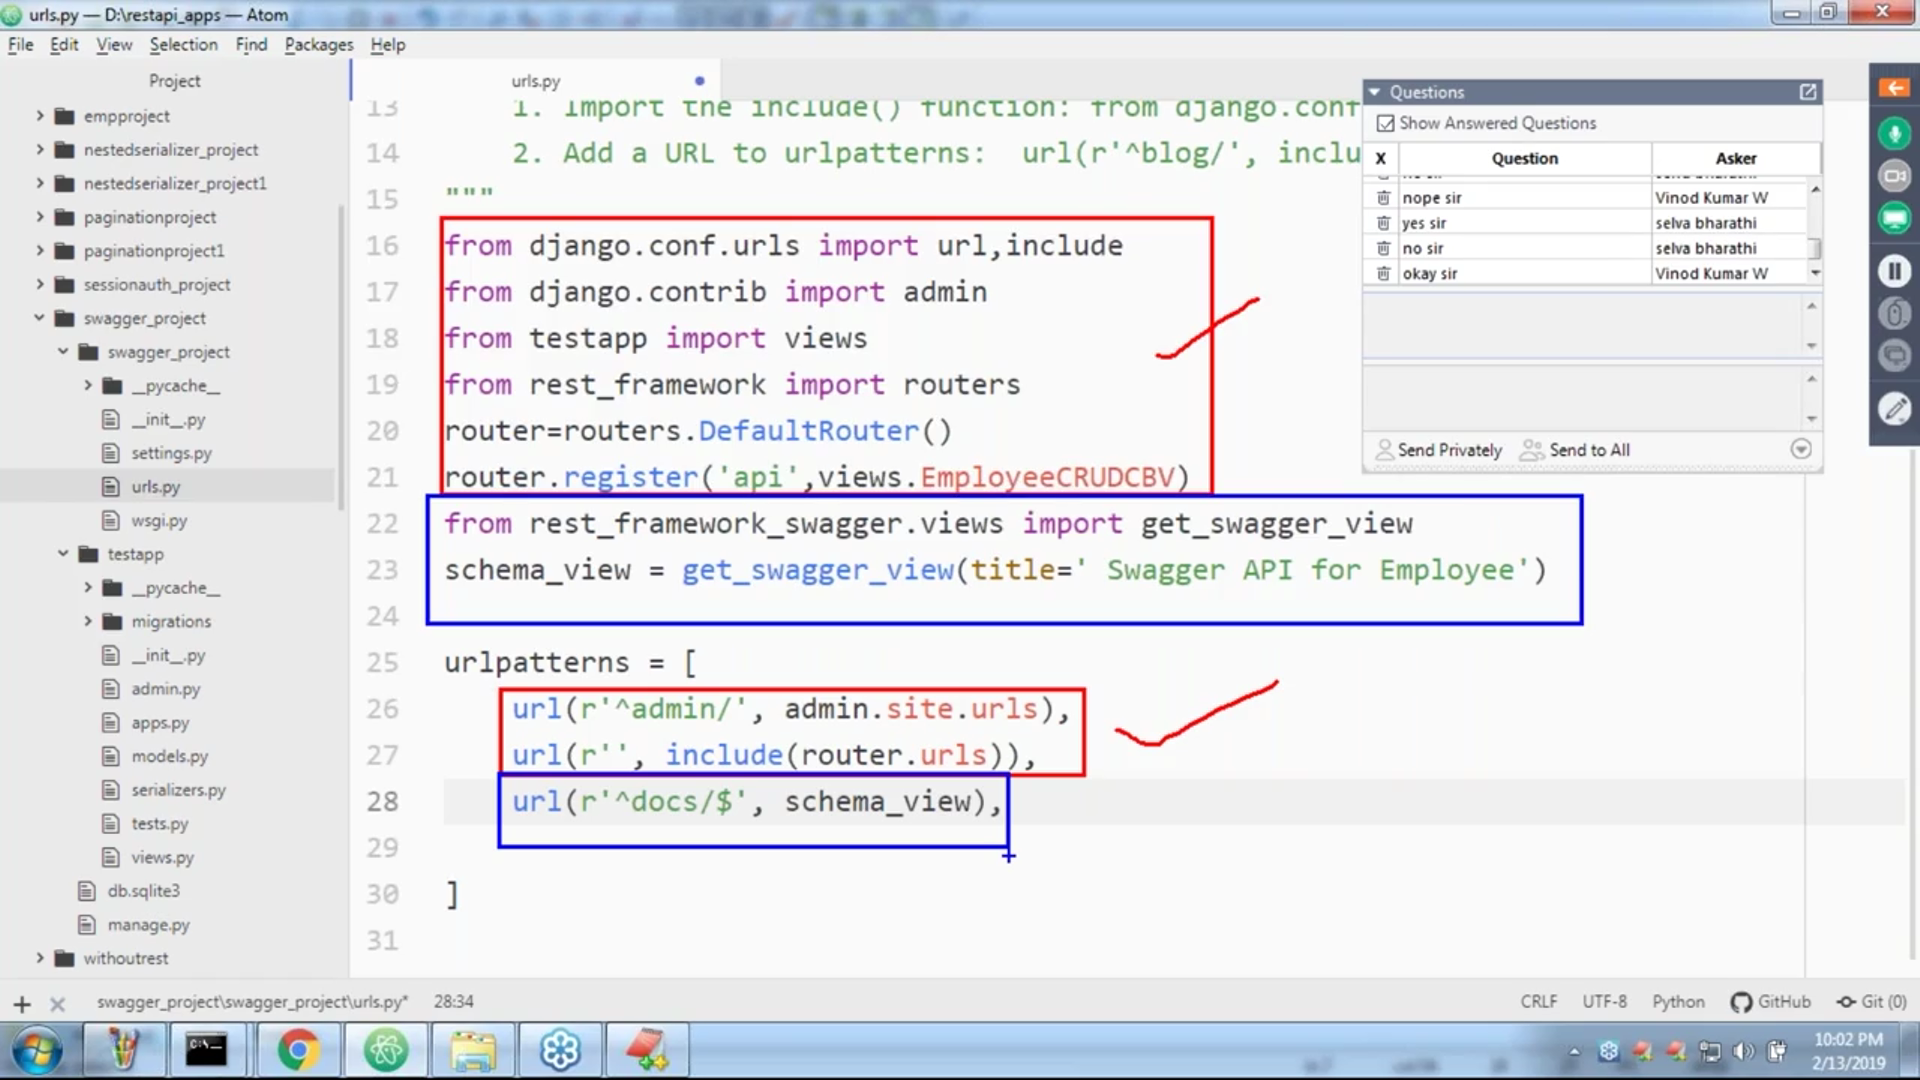 urls.py — D:\restapi_apps — Atom
File Edit View Selection Find Packages Help
Project
empproject
nestedserializer_project
nestedserializer_project1
paginationproject
paginationproject1
sessionauth_project
swagger_project
swagger_project
__pycache__
__init__.py
settings.py
urls.py
wsgi.py
testapp
__pycache__
migrations
__init__.py
admin.py
apps.py
models.py
serializers.py
tests.py
views.py
db.sqlite3
manage.py
withoutrest
urls.py
13 1. Import the include() function: from django.conf
14 2. Add a URL to urlpatterns:  url(r'^blog/', inclu
15 """
16 from django.conf.urls import url,include
17 from django.contrib import admin
18 from testapp import views
19 from rest_framework import routers
20 router=routers.DefaultRouter()
21 router.register('api',views.EmployeeCRUDCBV)
22 from rest_framework_swagger.views import get_swagger_view
23 schema_view = get_swagger_view(title=' Swagger API for Employee')
24
25 urlpatterns = [
26 url(r'^admin/', admin.site.urls),
27 url(r'', include(router.urls)),
28 url(r'^docs/$', schema_view),
29
30 ]
31
Questions
Show Answered Questions
X Question Asker
nope sir Vinod Kumar W
yes sir selva bharathi
no sir selva bharathi
okay sir Vinod Kumar W
Send Privately Send to All
swagger_project\swagger_project\urls.py* 28:34 CRLF UTF-8 Python GitHub Git (0)
C:\.
10:02 PM
2/13/2019